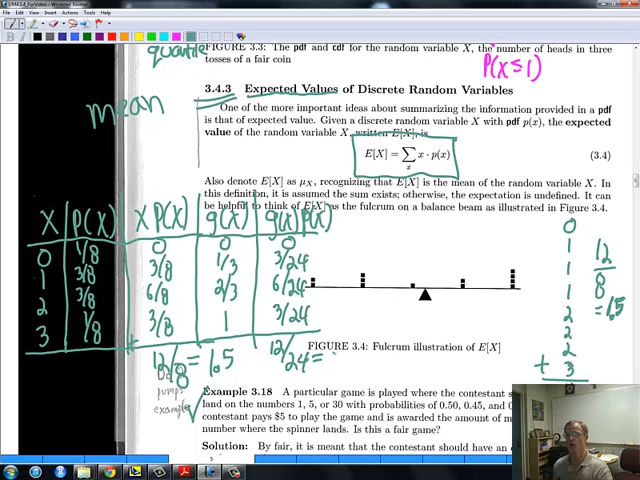 UMA3.4_ForVideo - Windows Journal
File Edit View Insert Actions Tools Help
quantile
FIGURE 3.3: The pdf and cdf for the random variable X, the number of heads in three
tosses of a fair coin
P(X ≤ 1)
3.4.3 Expected Values of Discrete Random Variables
mean
One of the more important ideas about summarizing the information provided in a pdf
is that of expected value. Given a discrete random variable X with pdf p(x), the expected
value of the random variable X, written E[X], is
E[X] = ∑ x · p(x)
x
(3.4)
Also denote E[X] as μX, recognizing that E[X] is the mean of the random variable X. In
this definition, it is assumed the sum exists; otherwise, the expectation is undefined. It
can be helpful to think of E[X] as the fulcrum on a balance beam as illustrated in Figure 3.4.
X P(X) X P(X) g(X) g(X) P(X)
0 1/8 0 0 0
1 3/8 3/8 1/3 3/24
2 3/8 6/8 2/3 6/24
3 1/8 3/8 1 3/24
+
12/8 = 1.5
12/24 =
0
1
1
1
2
2
2
+ 3
12/8
= 1.5
FIGURE 3.4: Fulcrum illustration of E[X]
pumps
example
Example 3.18 A particular game is played where the contestant s
land on the numbers 1, 5, or 30 with probabilities of 0.50, 0.45, and 0
contestant pays $5 to play the game and is awarded the amount of m
number where the spinner lands. Is this a fair game?
Solution: By fair, it is meant that the contestant should have an
5